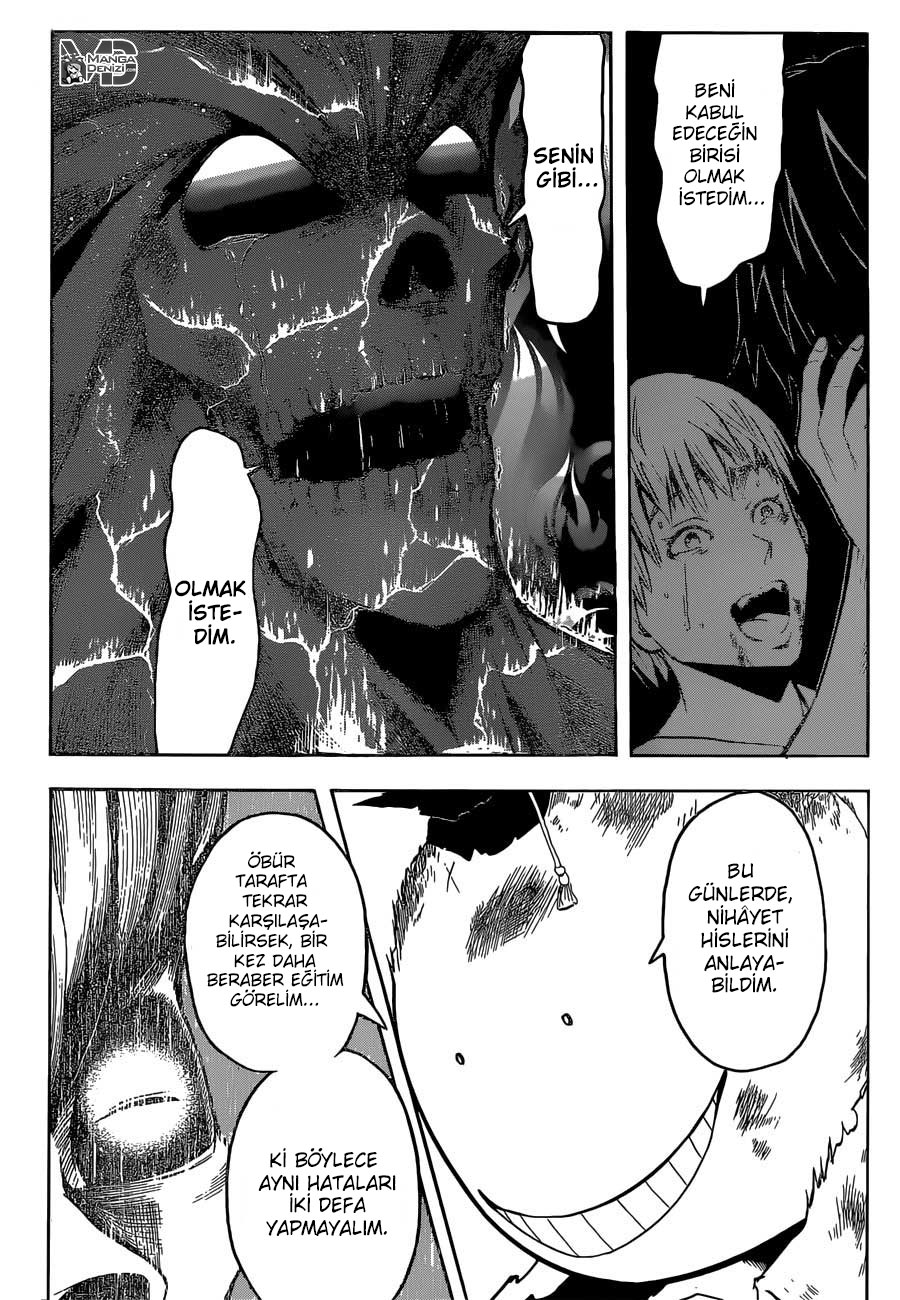 MANGA
DENİZİ
BENİ
KABUL
EDECEĞİN
BİRİSİ
OLMAK
İSTEDİM...
SENİN
GİBİ...
OLMAK
İSTE-
DİM.
BU
GÜNLERDE,
NİHÂYET
HİSLERİNİ
ANLAYA-
BİLDİM.
ÖBÜR
TARAFTA
TEKRAR
KARŞILAŞA-
BİLİRSEK, BİR
KEZ DAHA
BERABER EĞİTİM
GÖRELİM...
Kİ BÖYLECE
AYNI HATALARI
İKİ DEFA
YAPMAYALIM.